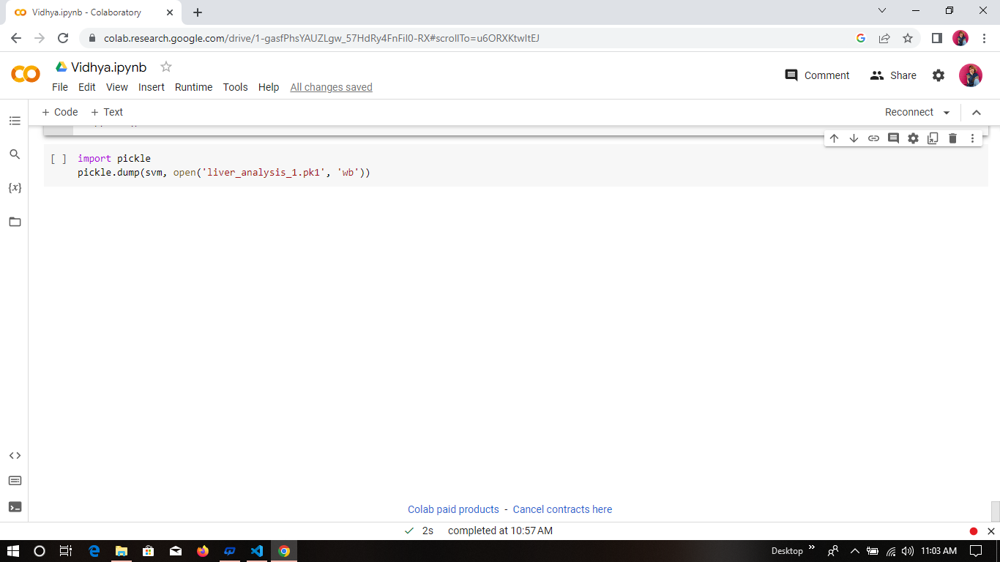 Vidhya.ipynb - Colaboratory
colab.research.google.com/drive/1-gasfPhsYAUZLgw_57HdRy4FnFiI0-RX#scrollTo=u6ORXKtwItEJ
Vidhya.ipynb
Comment
Share
File Edit View Insert Runtime Tools Help All changes saved
+ Code + Text
Reconnect
[ ] import pickle
pickle.dump(svm, open('liver_analysis_1.pk1', 'wb'))
{x}
Colab paid products - Cancel contracts here
2s completed at 10:57 AM
Desktop
11:03 AM